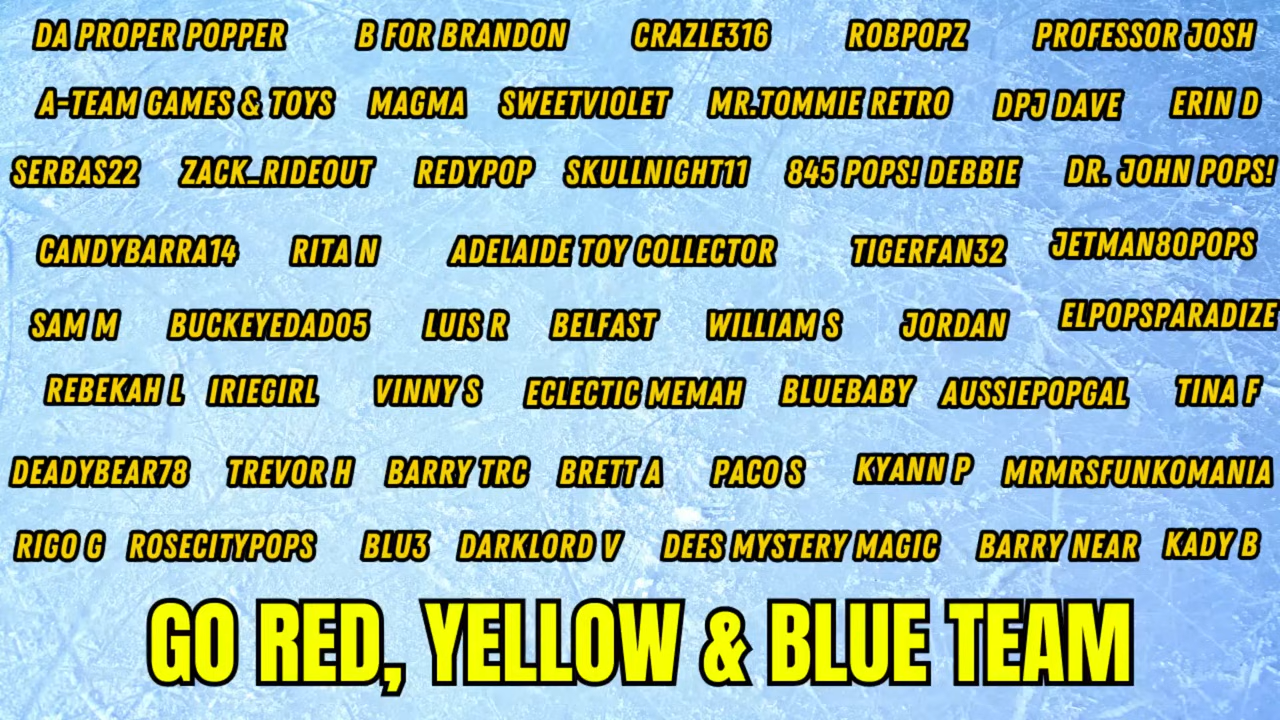 DA PROPER POPPER B FOR BRANDON CRAZLE316 ROBPOPZ PROFESSOR JOSH
A-TEAM GAMES & TOYS MAGMA SWEETVIOLET MR.TOMMIE RETRO DPJ DAVE ERIN D
SERBAS22 ZACK_RIDEOUT REDYPOP SKULLNIGHT11 845 POPS! DEBBIE DR. JOHN POPS!
CANDYBARRA14 RITA N ADELAIDE TOY COLLECTOR TIGERFAN32 JETMAN80POPS
SAM M BUCKEYEDAD05 LUIS R BELFAST WILLIAM S JORDAN ELPOPSPARADIZE
REBEKAH L IRIEGIRL VINNY S ECLECTIC MEMAH BLUEBABY AUSSIEPOPGAL TINA F
DEADYBEAR78 TREVOR H BARRY TRC BRETT A PACO S KYANN P MRMRSFUNKOMANIA
RIGO G ROSECITYPOPS BLU3 DARKLORD V DEES MYSTERY MAGIC BARRY NEAR KADY B
GO RED, YELLOW & BLUE TEAM